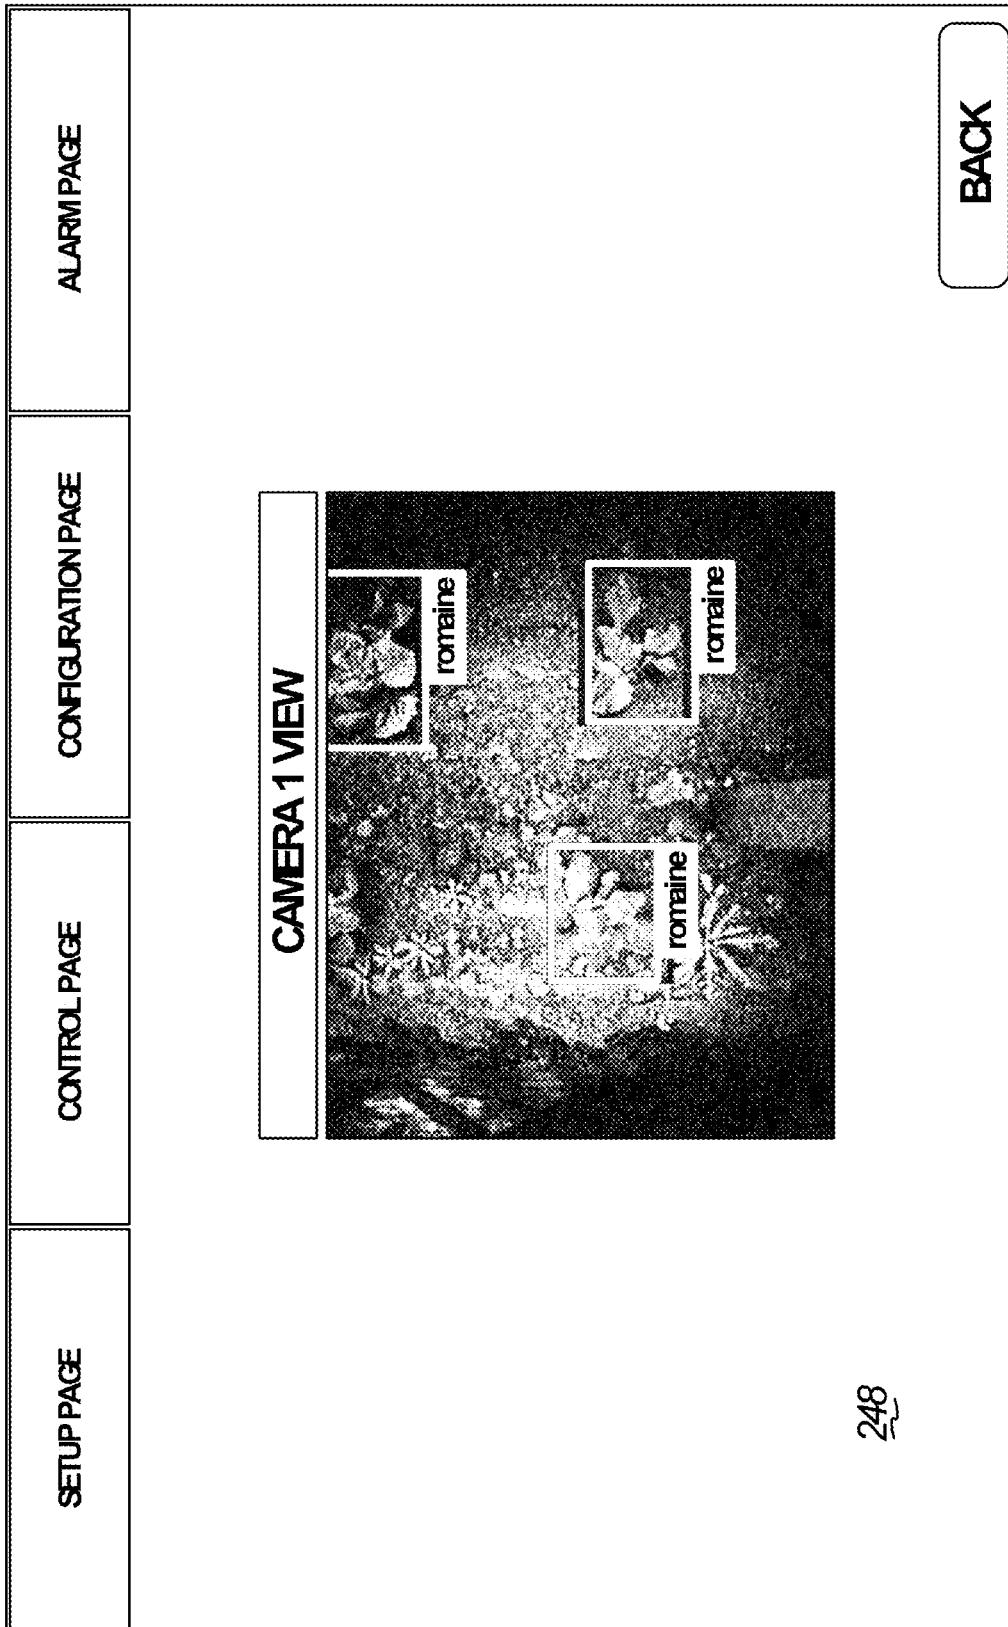 SETUP PAGE
CONTROL PAGE
CONFIGURATION PAGE
ALARM PAGE
CAMERA 1 VIEW
romaine
romaine
romaine
248
BACK